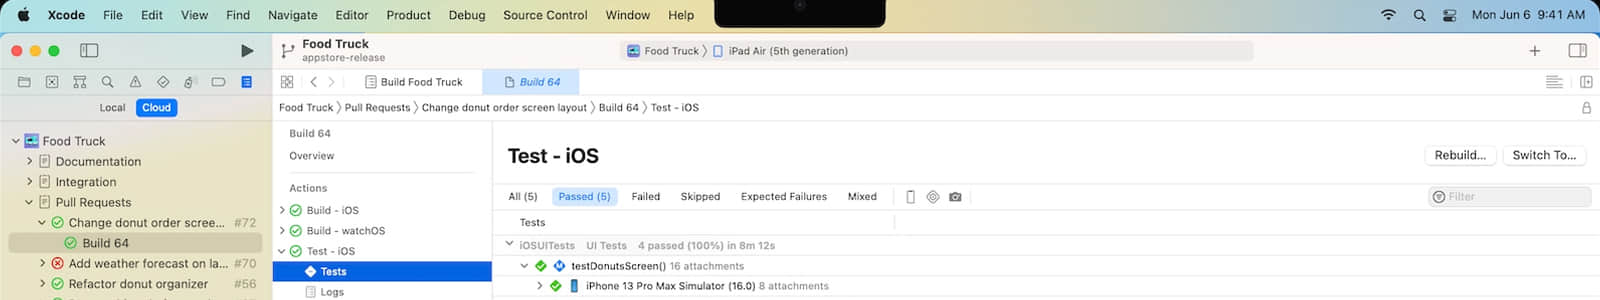 Xcode File Edit View Find Navigate Editor Product Debug Source Control Window Help Mon Jun 6 9:41 AM
Food Truck
appstore-release
Food Truck iPad Air (5th generation)
Build Food Truck Build 64
Local Cloud
Food Truck Pull Requests Change donut order screen layout Build 64 Test - iOS
Food Truck
Documentation
Integration
Pull Requests
Change donut order scree... #72
Build 64
Add weather forecast on la... #70
Refactor donut organizer #56
Build 64
Overview
Actions
Build - iOS
Build - watchOS
Test - iOS
Tests
Logs
Test - iOS
Rebuild... Switch To...
All (5) Passed (5) Failed Skipped Expected Failures Mixed Filter
Tests
iOSUITests UI Tests 4 passed (100%) in 8m 12s
testDonutsScreen() 16 attachments
iPhone 13 Pro Max Simulator (16.0) 8 attachments